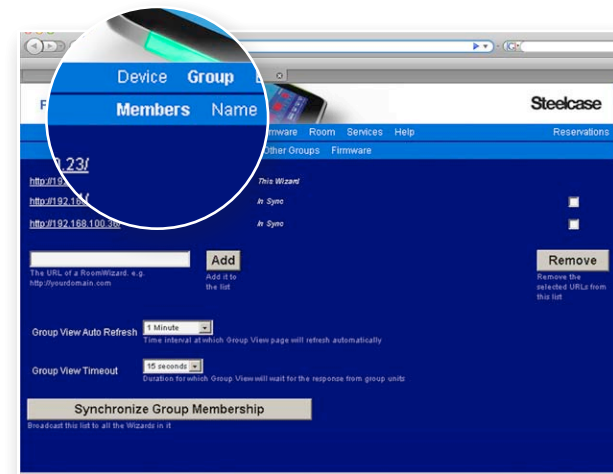 Device Group
Members Name
Steelcase
Room Services Help Reservations
Other Groups Firmware
.23/
This Wizard
In Sync
http://192.168.100.36/ In Sync
Add Remove
The URL of a RoomWizard. e.g.
http://yourdomain.com
Add it to
the list
Remove the
selected URLs from
this list
Group View Auto Refresh 1 Minute
Time interval at which Group View page will refresh automatically
Group View Timeout 15 seconds
Duration for which Group View will wait for the response from group units
Synchronize Group Membership
Broadcast this list to all the Wizards in it